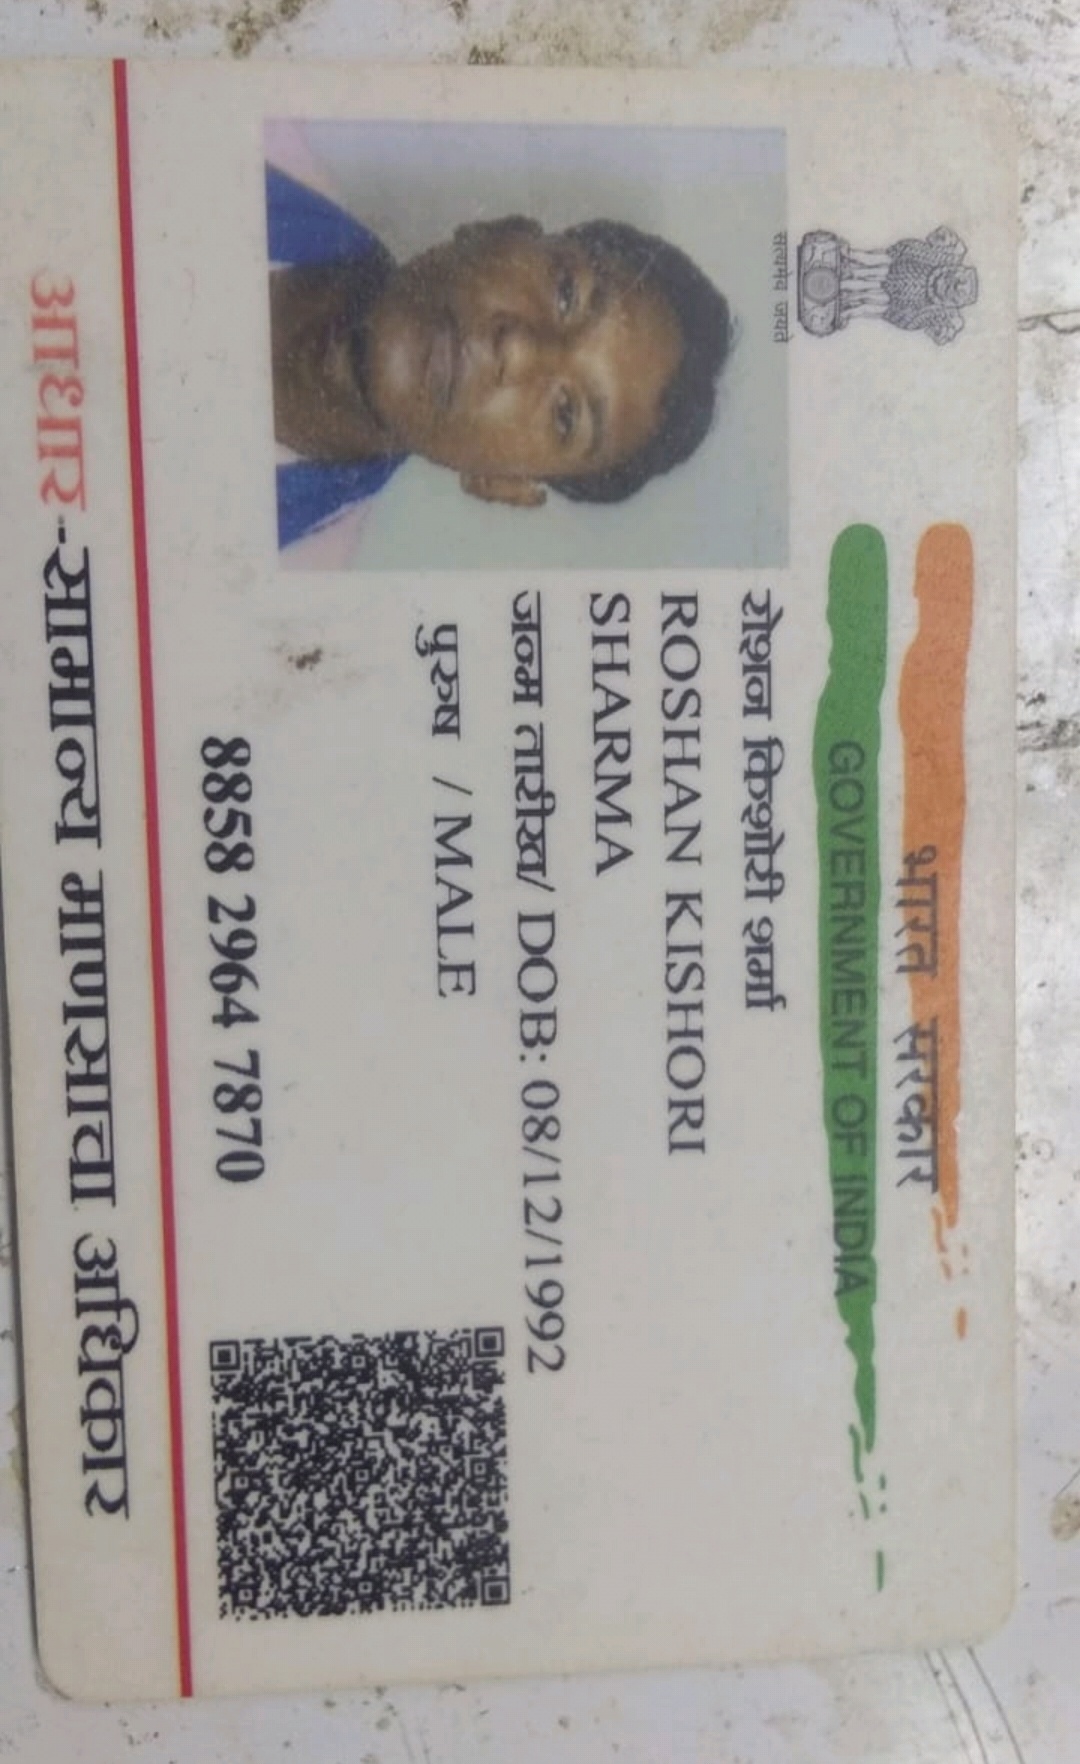 भारत सरकार
GOVERNMENT OF INDIA
सत्यमेव जयते
रोशन किशोरी शर्मा
ROSHAN KISHORI
SHARMA
जन्म तारीख/ DOB: 08/12/1992
पुरुष / MALE
8858 2964 7870
आधार-सामान्य माणसाचा अधिकार